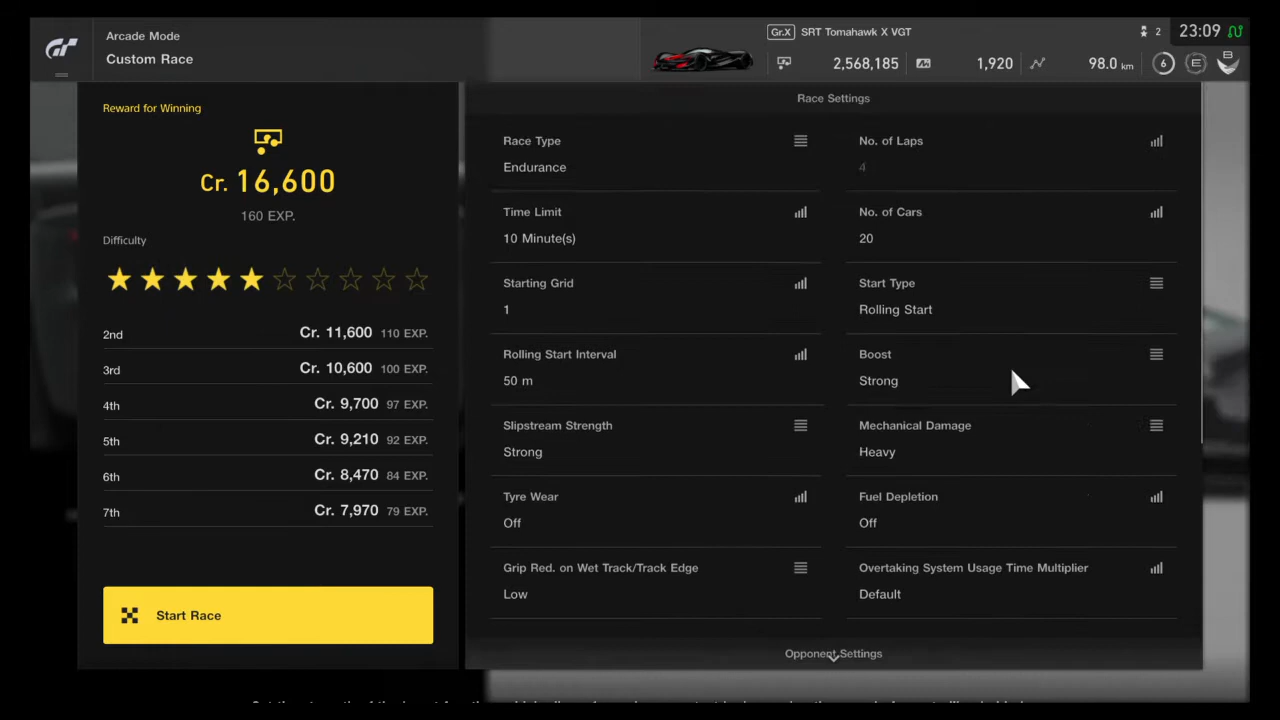 Arcade Mode
Custom Race
Gr.X SRT Tomahawk X VGT
2 23:09
2,568,185 1,920 98.0 km 6 E B
Reward for Winning
Cr. 16,600
160 EXP.
Difficulty
2nd Cr. 11,600 110 EXP.
3rd Cr. 10,600 100 EXP.
4th Cr. 9,700 97 EXP.
5th Cr. 9,210 92 EXP.
6th Cr. 8,470 84 EXP.
7th Cr. 7,970 79 EXP.
Start Race
Race Settings
Race Type
Endurance
No. of Laps
4
Time Limit
10 Minute(s)
No. of Cars
20
Starting Grid
1
Start Type
Rolling Start
Rolling Start Interval
50 m
Boost
Strong
Slipstream Strength
Strong
Mechanical Damage
Heavy
Tyre Wear
Off
Fuel Depletion
Off
Grip Red. on Wet Track/Track Edge
Low
Overtaking System Usage Time Multiplier
Default
Opponent Settings